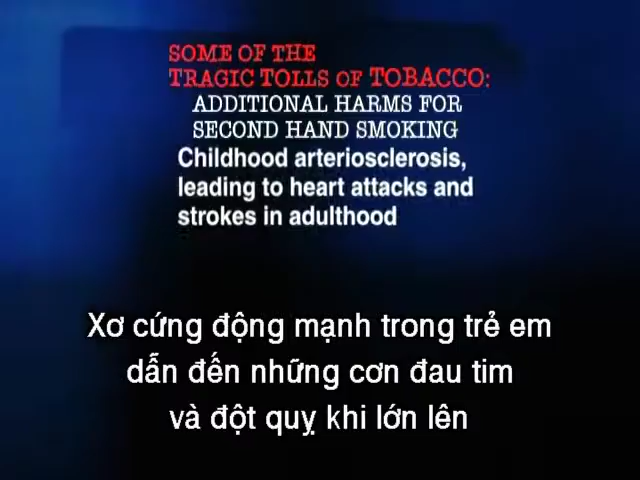 SOME OF THE
TRAGIC TOLLS OF TOBACCO:
ADDITIONAL HARMS FOR
SECOND HAND SMOKING
Childhood arteriosclerosis,
leading to heart attacks and
strokes in adulthood
Xơ cứng động mạnh trong trẻ em
dẫn đến những cơn đau tim
và đột quỵ khi lớn lên